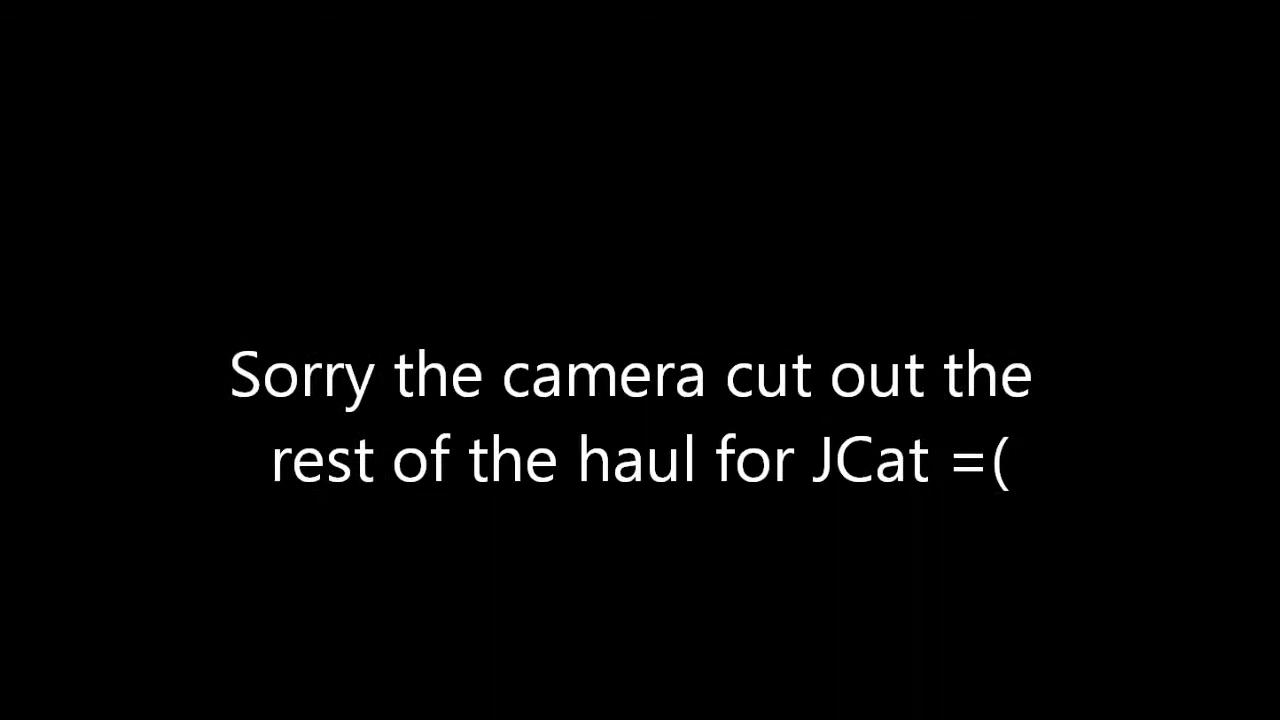 Sorry the camera cut out the
rest of the haul for JCat =(